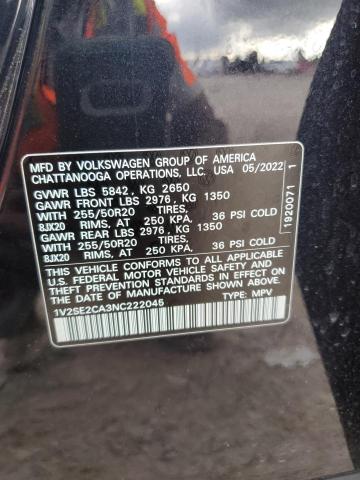 MFD BY VOLKSWAGEN GROUP OF AMERICA
CHATTANOOGA OPERATIONS, LLC. USA 05/2022
GVWR LBS 5842, KG 2650
GAWR FRONT LBS 2976, KG 1350
WITH 255/50R20 TIRES,
8JX20 RIMS, AT 250 KPA. 36 PSI COLD
GAWR REAR LBS 2976, KG 1350
WITH 255/50R20 TIRES,
8JX20 RIMS, AT 250 KPA. 36 PSI COLD
THIS VEHICLE CONFORMS TO ALL APPLICABLE
U.S. FEDERAL MOTOR VEHICLE SAFETY AND
THEFT PREVENTION STANDARDS IN EFFECT ON
THE DATE OF MANUFACTURE SHOWN ABOVE.
1V2SE2CA3NC222045 TYPE: MPV
1920071 1